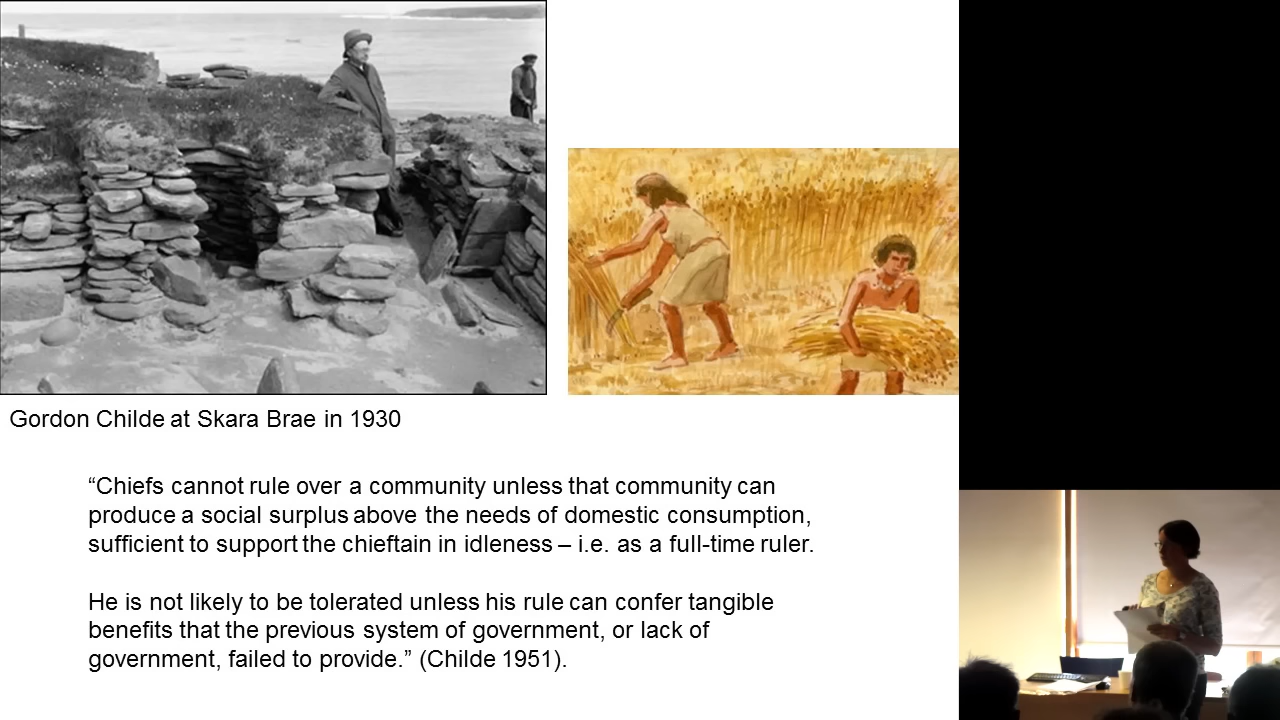 Gordon Childe at Skara Brae in 1930
“Chiefs cannot rule over a community unless that community can
produce a social surplus above the needs of domestic consumption,
sufficient to support the chieftain in idleness – i.e. as a full-time ruler.
He is not likely to be tolerated unless his rule can confer tangible
benefits that the previous system of government, or lack of
government, failed to provide.” (Childe 1951).